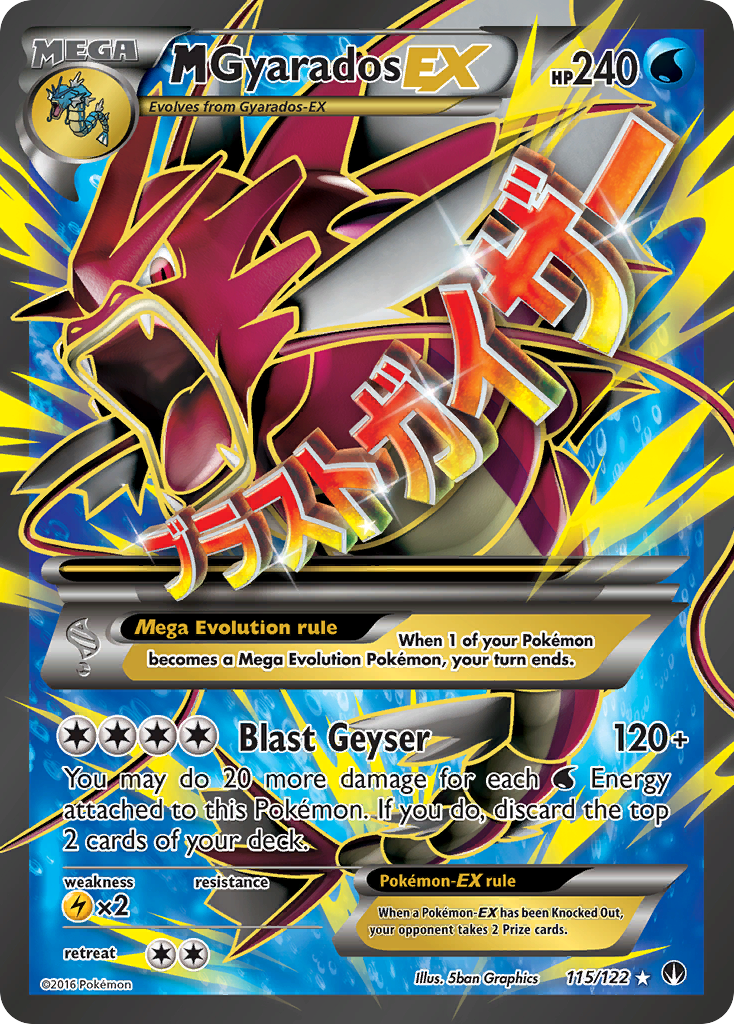 MEGA
M Gyarados EX
HP 240
Evolves from Gyarados-EX
ブラストガイザー
Mega Evolution rule
When 1 of your Pokémon
becomes a Mega Evolution Pokémon, your turn ends.
Blast Geyser 120+
You may do 20 more damage for each Energy
attached to this Pokémon. If you do, discard the top
2 cards of your deck.
weakness resistance
×2
Pokémon-EX rule
When a Pokémon-EX has been Knocked Out,
your opponent takes 2 Prize cards.
retreat
©2016 Pokémon
Illus. 5ban Graphics
115/122